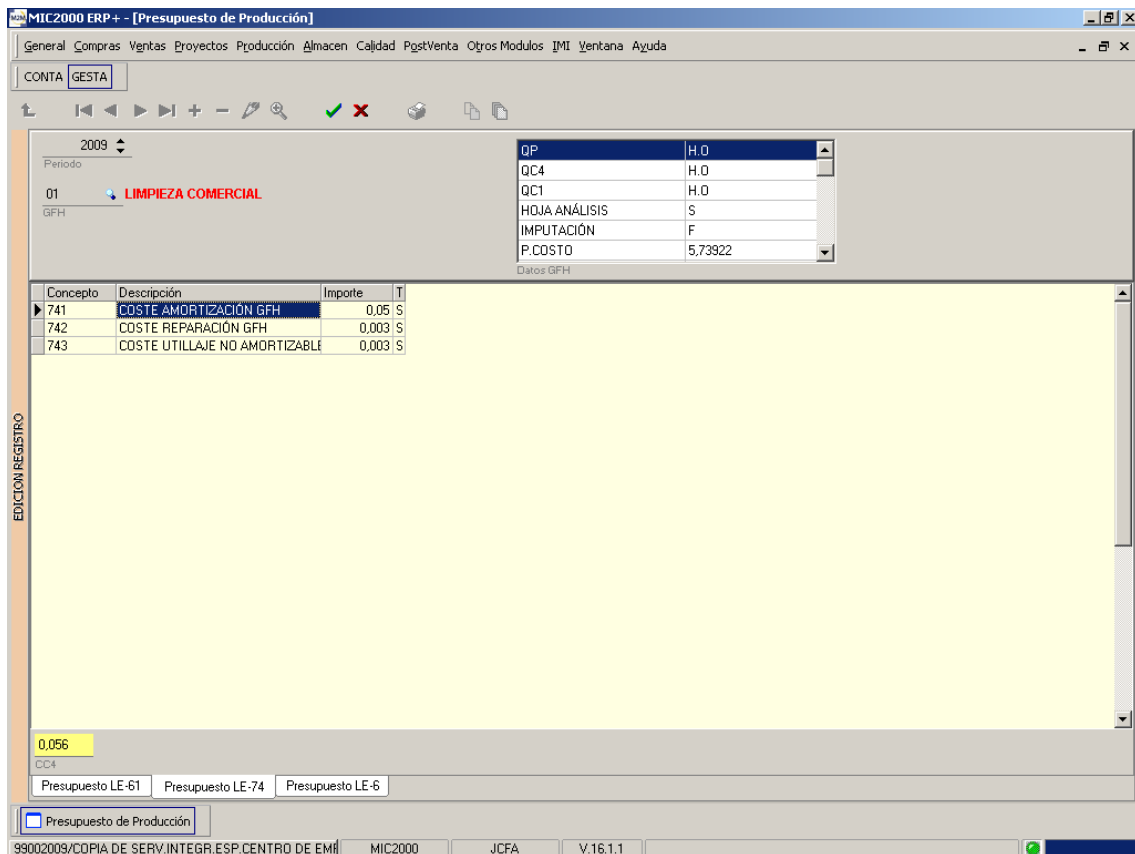 MIC2000 ERP+ - [Presupuesto de Producción]
General Compras Ventas Proyectos Producción Almacen Calidad PostVenta Otros Modulos IMI Ventana Ayuda
CONTA GESTA
2009
Periodo
01 LIMPIEZA COMERCIAL
GFH
QP H.O
QC4 H.O
QC1 H.O
HOJA ANÁLISIS S
IMPUTACIÓN F
P.COSTO 5,73922
Datos GFH
Concepto Descripción Importe T
741 COSTE AMORTIZACIÓN GFH 0,05 S
742 COSTE REPARACIÓN GFH 0,003 S
743 COSTE UTILLAJE NO AMORTIZABLE 0,003 S
EDICION REGISTRO
0,056
CC4
Presupuesto LE-61 Presupuesto LE-74 Presupuesto LE-6
Presupuesto de Producción
99002009/COPIA DE SERV.INTEGR.ESP.CENTRO DE EMF MIC2000 JCFA V.16.1.1